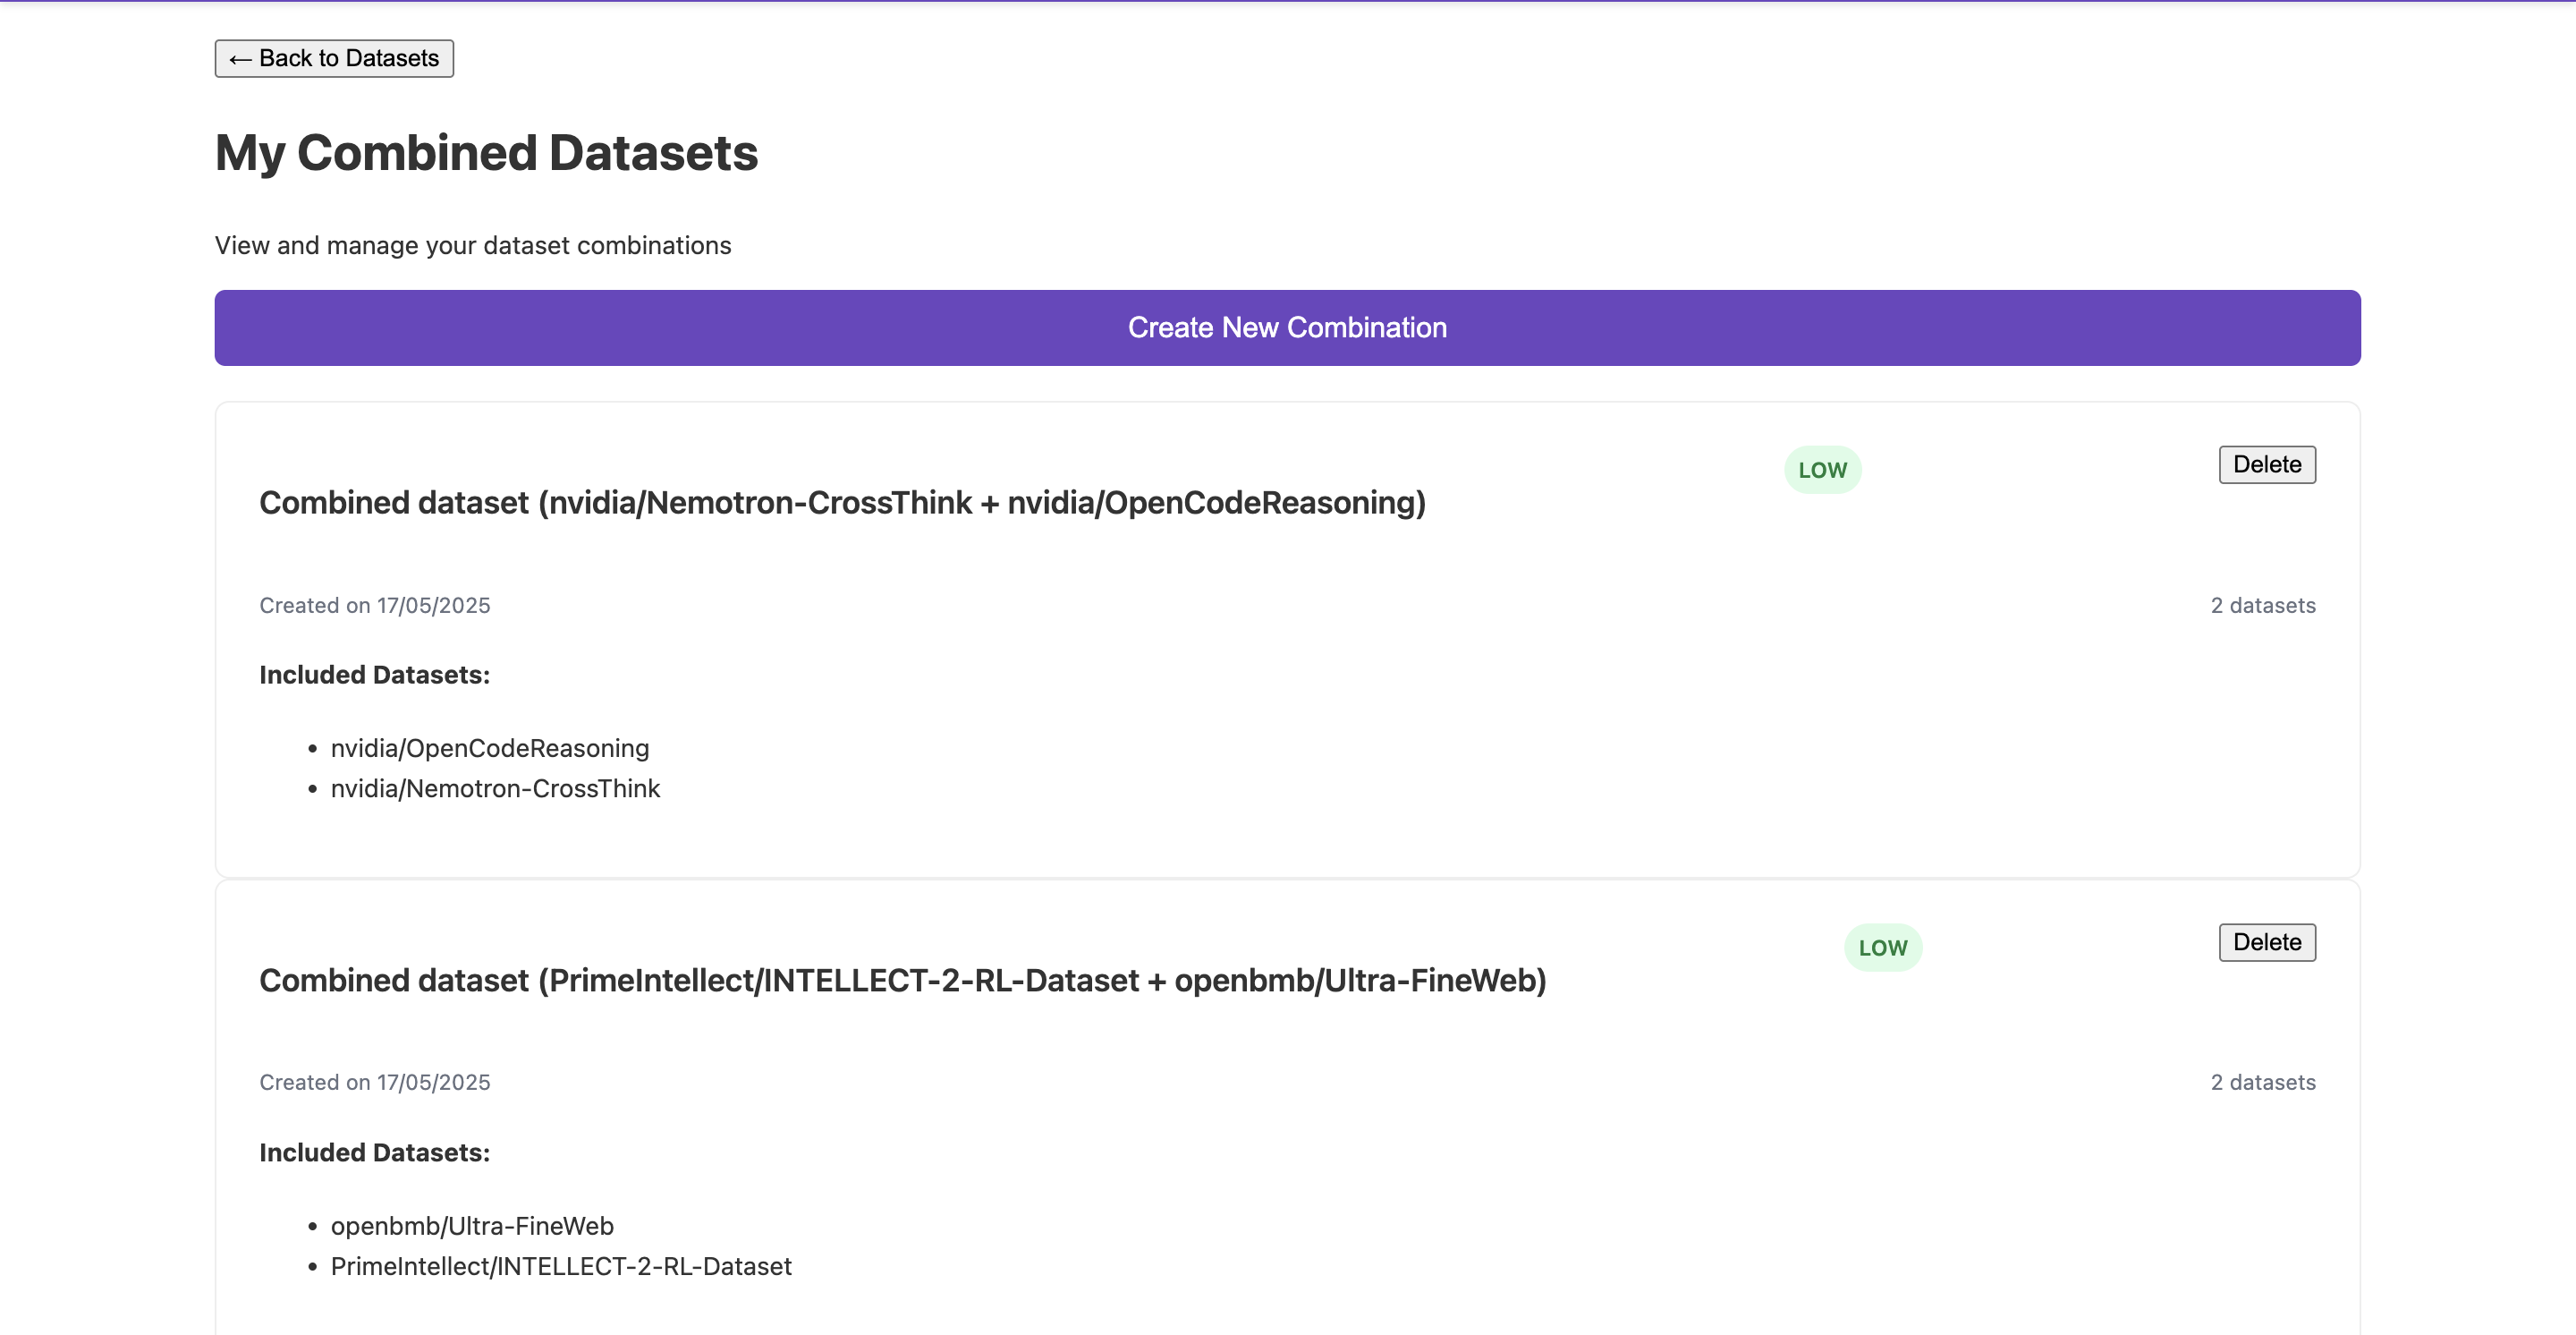 ← Back to Datasets
My Combined Datasets
View and manage your dataset combinations
Create New Combination
Combined dataset (nvidia/Nemotron-CrossThink + nvidia/OpenCodeReasoning)
LOW
Delete
Created on 17/05/2025
2 datasets
Included Datasets:
• nvidia/OpenCodeReasoning
• nvidia/Nemotron-CrossThink
Combined dataset (PrimeIntellect/INTELLECT-2-RL-Dataset + openbmb/Ultra-FineWeb)
LOW
Delete
Created on 17/05/2025
2 datasets
Included Datasets:
• openbmb/Ultra-FineWeb
• PrimeIntellect/INTELLECT-2-RL-Dataset